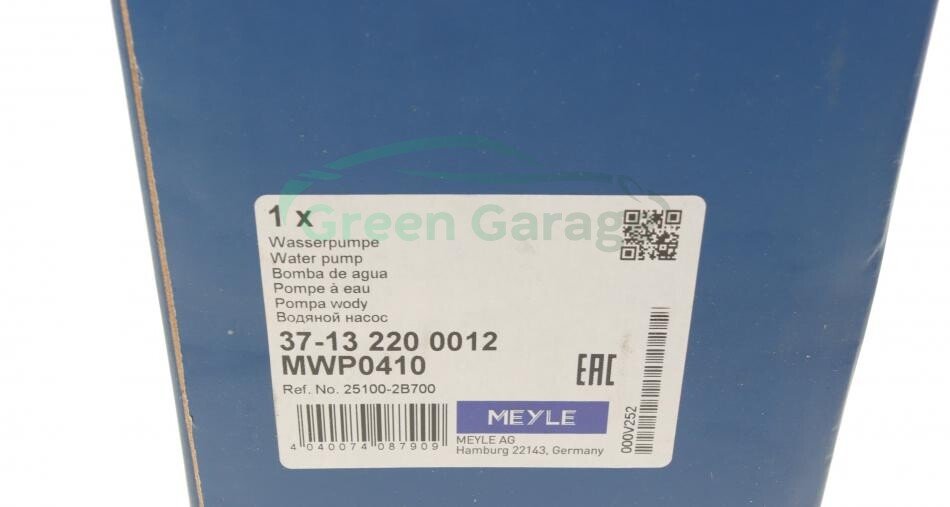 1 x
Green Garage
Wasserpumpe
Water pump
Bomba de agua
Pompe à eau
Pompa wody
Водяной насос
37-13 220 0012
MWP0410
Ref. No. 25100-2B700
EAC
4 040074 087909
MEYLE
MEYLE AG
Hamburg 22143, Germany
000V252